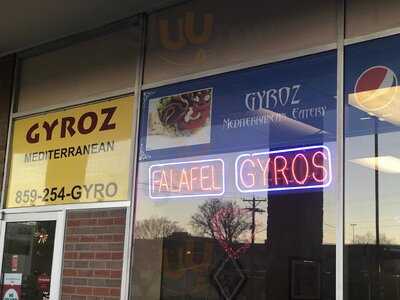 GYROZ
MEDITERRANEAN
859-254-GYRO
GYROZ
MEDITERRANEAN EATERY
FALAFEL
GYROS